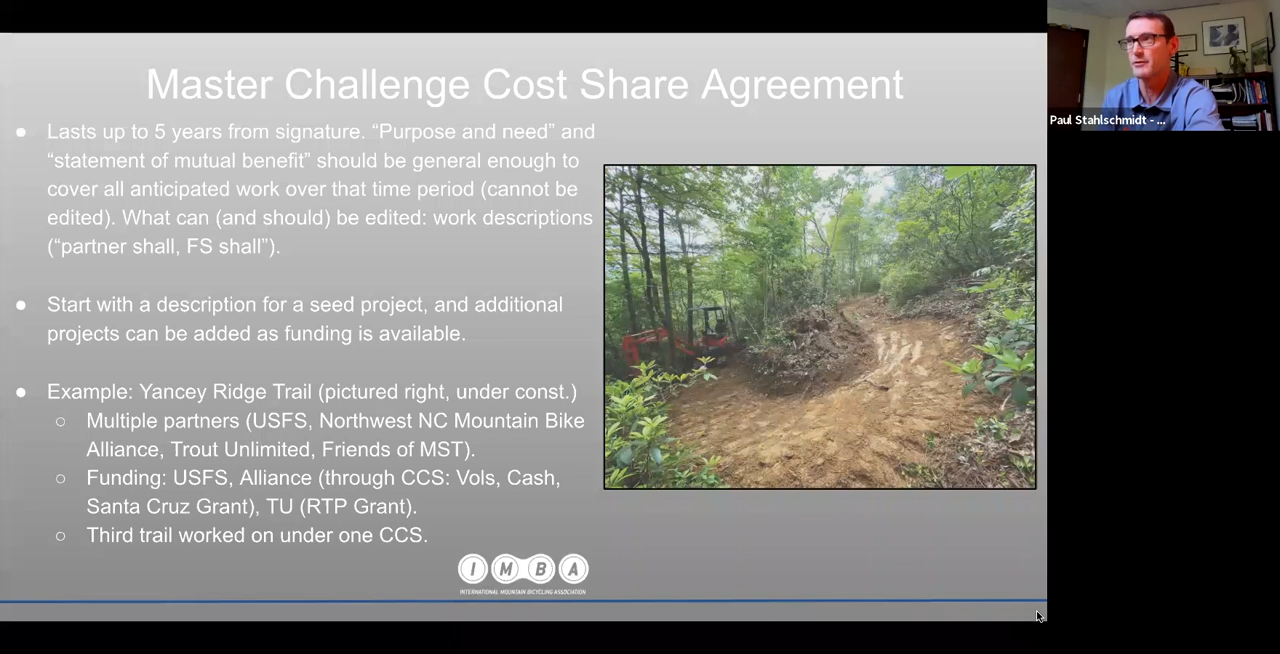 Master Challenge Cost Share Agreement
● Lasts up to 5 years from signature. “Purpose and need” and
“statement of mutual benefit” should be general enough to
cover all anticipated work over that time period (cannot be
edited). What can (and should) be edited: work descriptions
(“partner shall, FS shall”).
● Start with a description for a seed project, and additional
projects can be added as funding is available.
● Example: Yancey Ridge Trail (pictured right, under const.)
○ Multiple partners (USFS, Northwest NC Mountain Bike
Alliance, Trout Unlimited, Friends of MST).
○ Funding: USFS, Alliance (through CCS: Vols, Cash,
Santa Cruz Grant), TU (RTP Grant).
○ Third trail worked on under one CCS.
IMBA
INTERNATIONAL MOUNTAIN BICYCLING ASSOCIATION
Paul Stahlschmidt - ...